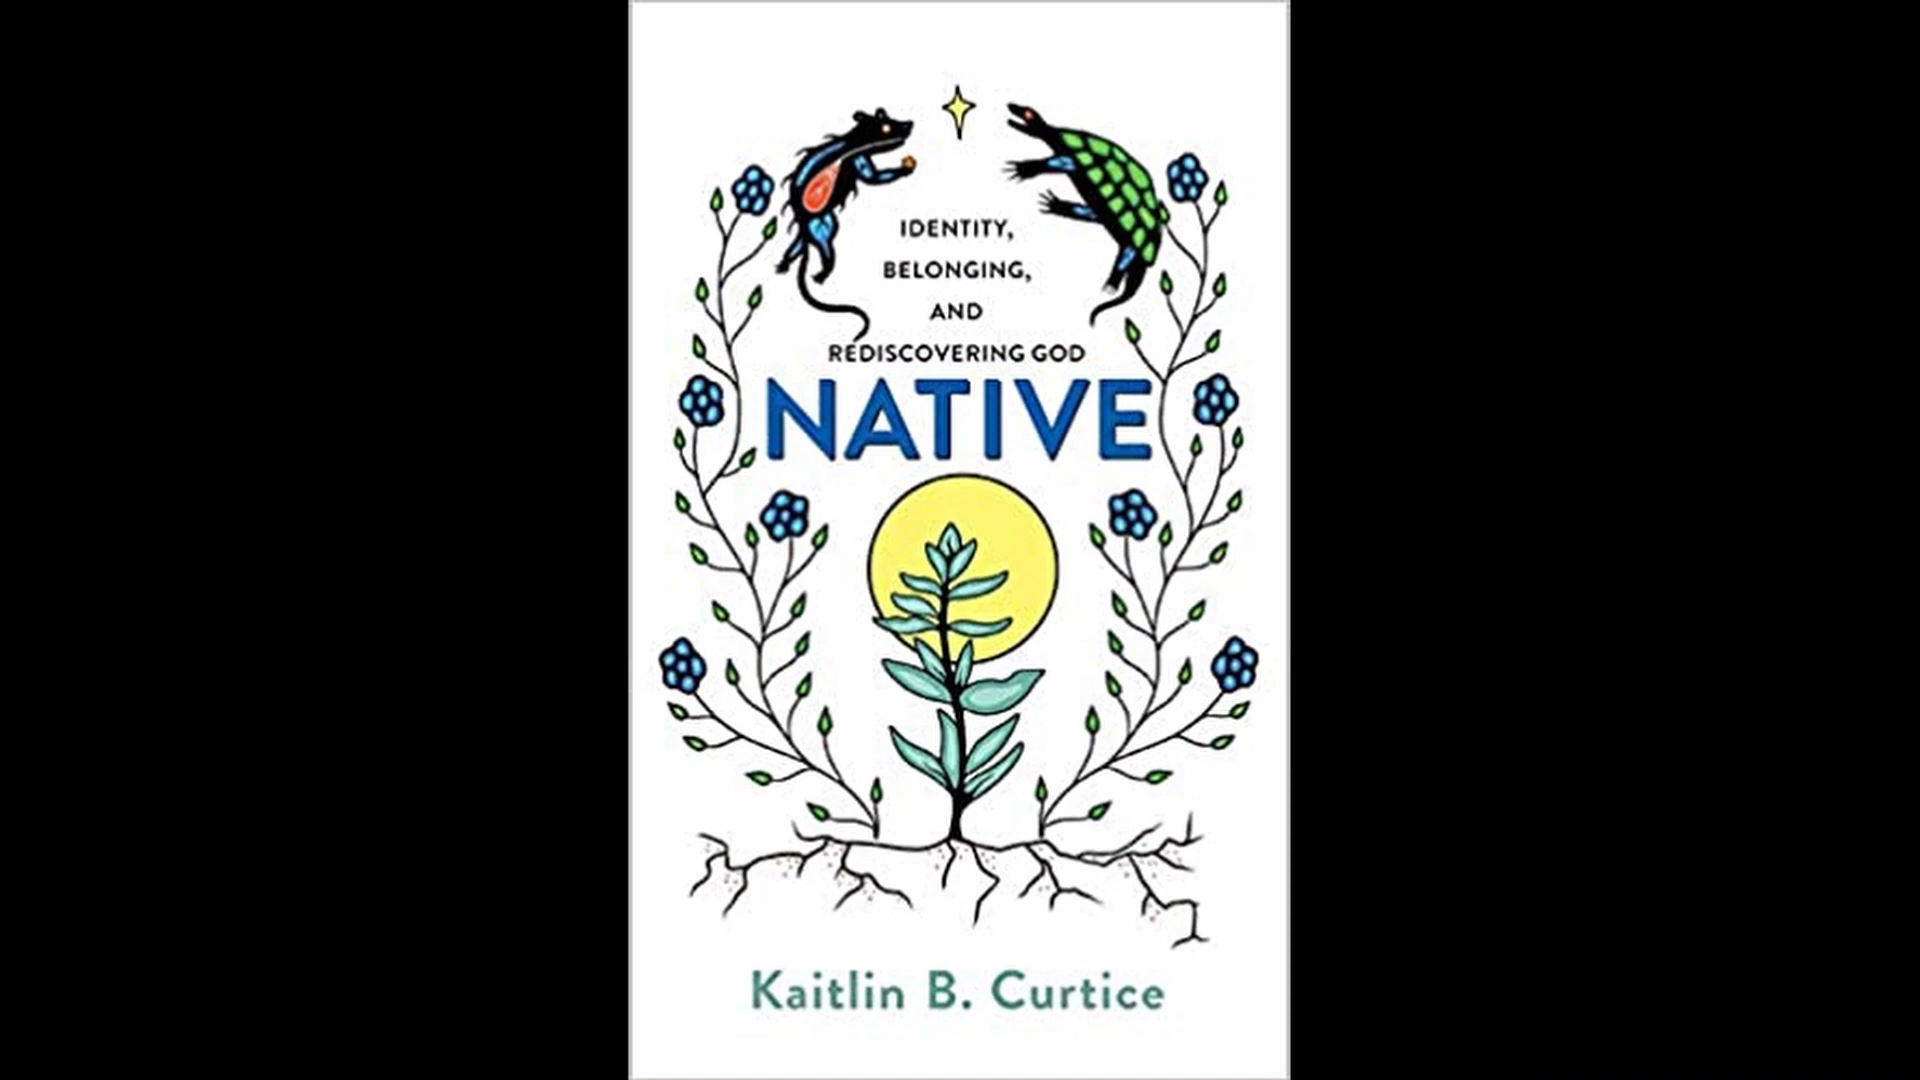 IDENTITY,
BELONGING,
AND
REDISCOVERING GOD
NATIVE
Kaitlin B. Curtice